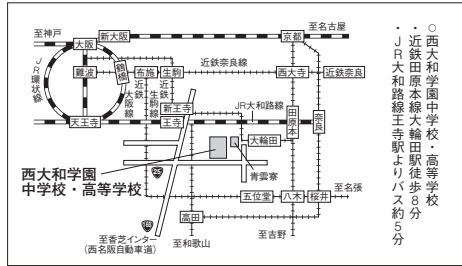 ○西大和学園中学校・高等学校
・近鉄田原本線大輪田駅徒歩8分
・JR大和路線王寺駅よりバス約5分
至神戸
新大阪
大阪
京都
至名古屋
JR環状線
鶴橋
難波
布施
生駒
近鉄奈良線
西大寺
近鉄奈良
近鉄大阪線
近鉄生駒線
新王寺
JR大和路線
田原本
奈良
天王寺
王寺
大輪田
西大和学園
中学校・高等学校
青雲寮
25
五位堂
八木
桜井
至名張
168
高田
至香芝インター
(西名阪自動車道)
至和歌山
至吉野